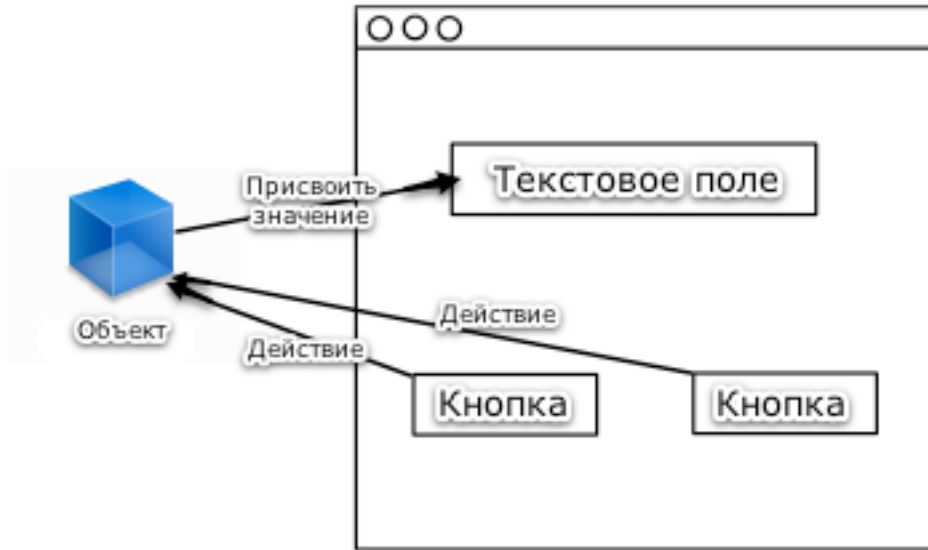 Текстовое поле
Присвоить
значение
Объект
Действие
Действие
Кнопка
Кнопка